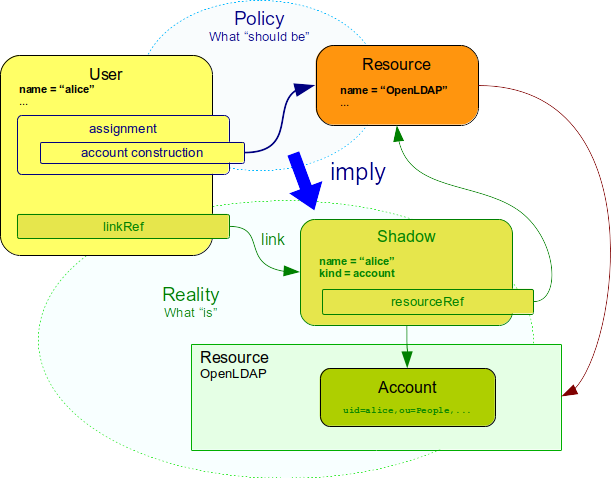 Policy
What “should be”
User
name = “alice”
...
assignment
account construction
Resource
name = “OpenLDAP”
...
imply
linkRef
link
Shadow
name = “alice”
kind = account
resourceRef
Reality
What “is”
Resource
OpenLDAP
Account
uid=alice,ou=People,...